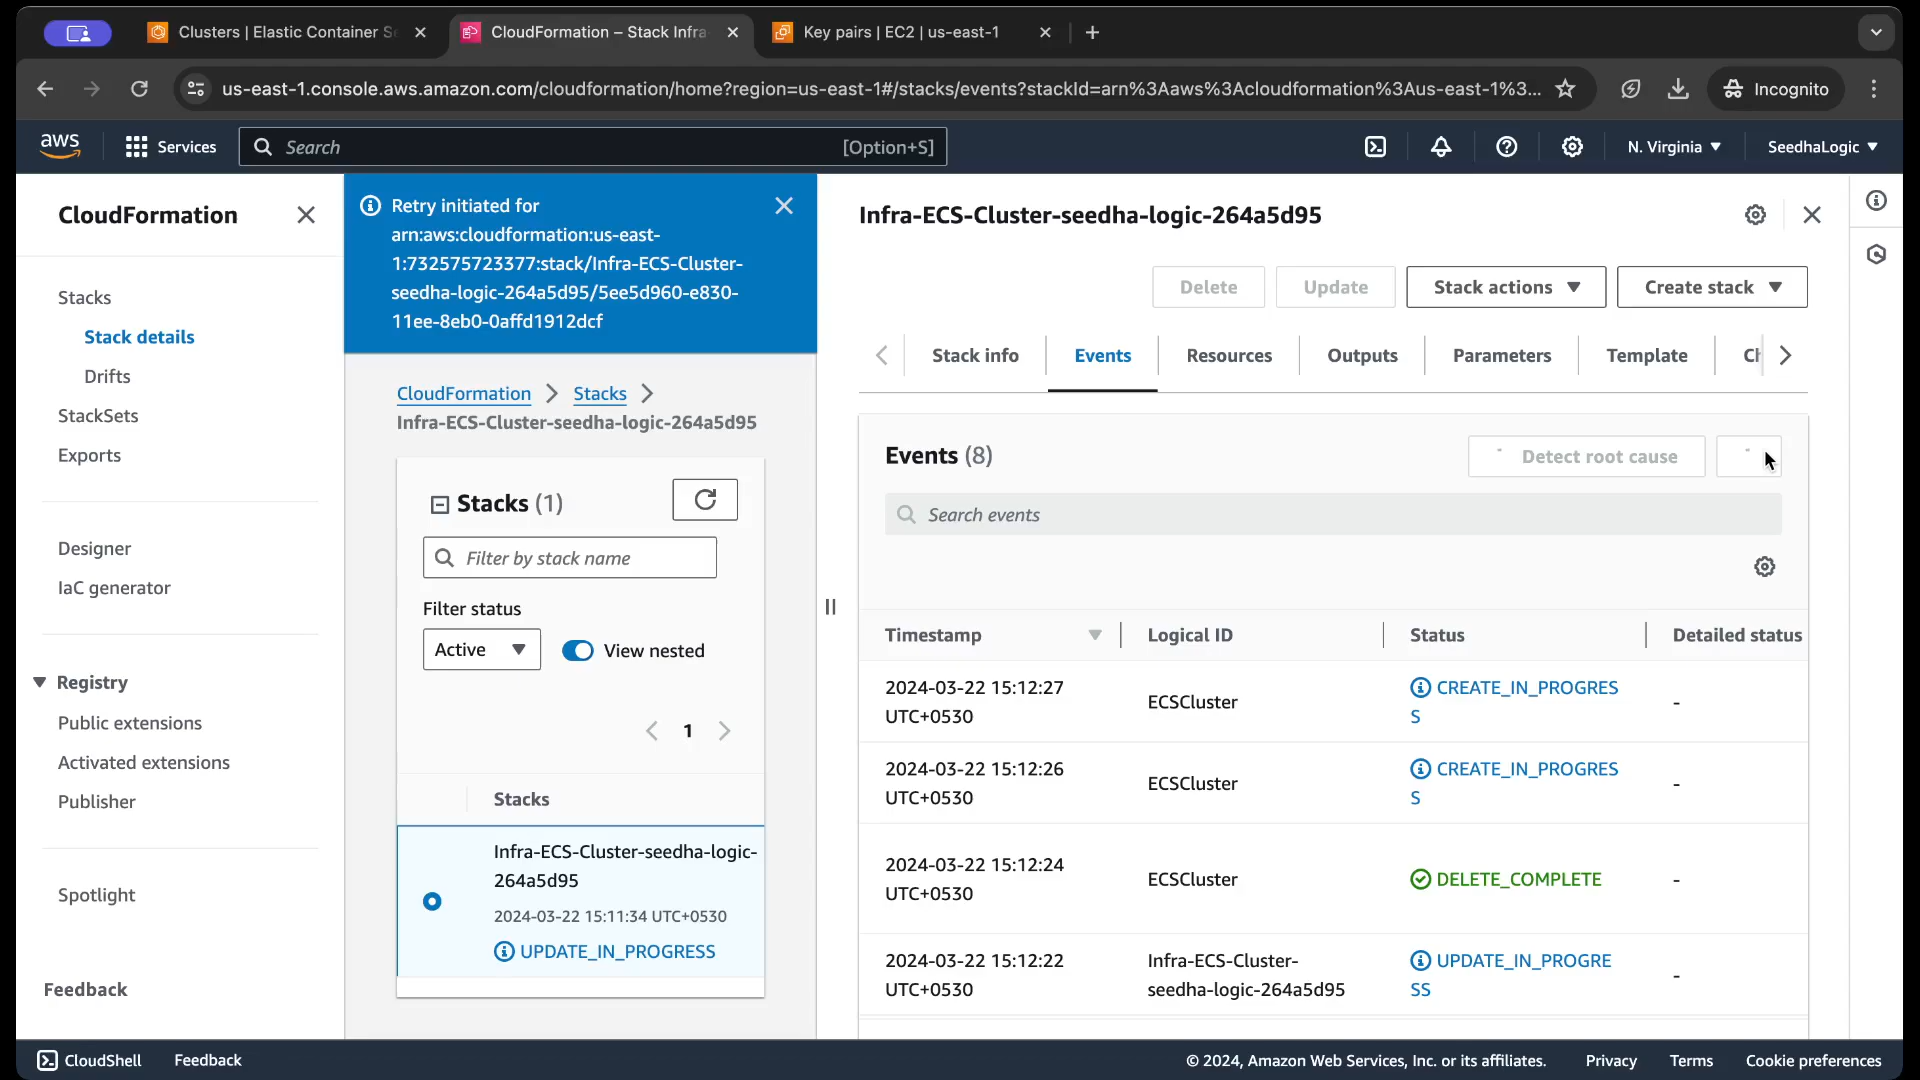 Clusters | Elastic Container Se
CloudFormation – Stack Infra-
Key pairs | EC2 | us-east-1
us-east-1.console.aws.amazon.com/cloudformation/home?region=us-east-1#/stacks/events?stackId=arn%3Aaws%3Acloudformation%3Aus-east-1%3...
Incognito
aws
Services
Search
[Option+S]
N. Virginia
SeedhaLogic
CloudFormation
Stacks
Stack details
Drifts
StackSets
Exports
Designer
IaC generator
Registry
Public extensions
Activated extensions
Publisher
Spotlight
Feedback
Retry initiated for
arn:aws:cloudformation:us-east-
1:732575723377:stack/Infra-ECS-Cluster-
seedha-logic-264a5d95/5ee5d960-e830-
11ee-8eb0-0affd1912dcf
CloudFormation
Stacks
Infra-ECS-Cluster-seedha-logic-264a5d95
Stacks (1)
Filter by stack name
Filter status
Active
View nested
1
Stacks
Infra-ECS-Cluster-seedha-logic-
264a5d95
2024-03-22 15:11:34 UTC+0530
UPDATE_IN_PROGRESS
Infra-ECS-Cluster-seedha-logic-264a5d95
Delete
Update
Stack actions
Create stack
Stack info
Events
Resources
Outputs
Parameters
Template
Ch
Events (8)
Detect root cause
Search events
Timestamp
Logical ID
Status
Detailed status
2024-03-22 15:12:27
UTC+0530
ECSCluster
CREATE_IN_PROGRES
S
-
2024-03-22 15:12:26
UTC+0530
ECSCluster
CREATE_IN_PROGRES
S
-
2024-03-22 15:12:24
UTC+0530
ECSCluster
DELETE_COMPLETE
-
2024-03-22 15:12:22
UTC+0530
Infra-ECS-Cluster-
seedha-logic-264a5d95
UPDATE_IN_PROGRE
SS
-
CloudShell
Feedback
© 2024, Amazon Web Services, Inc. or its affiliates.
Privacy
Terms
Cookie preferences